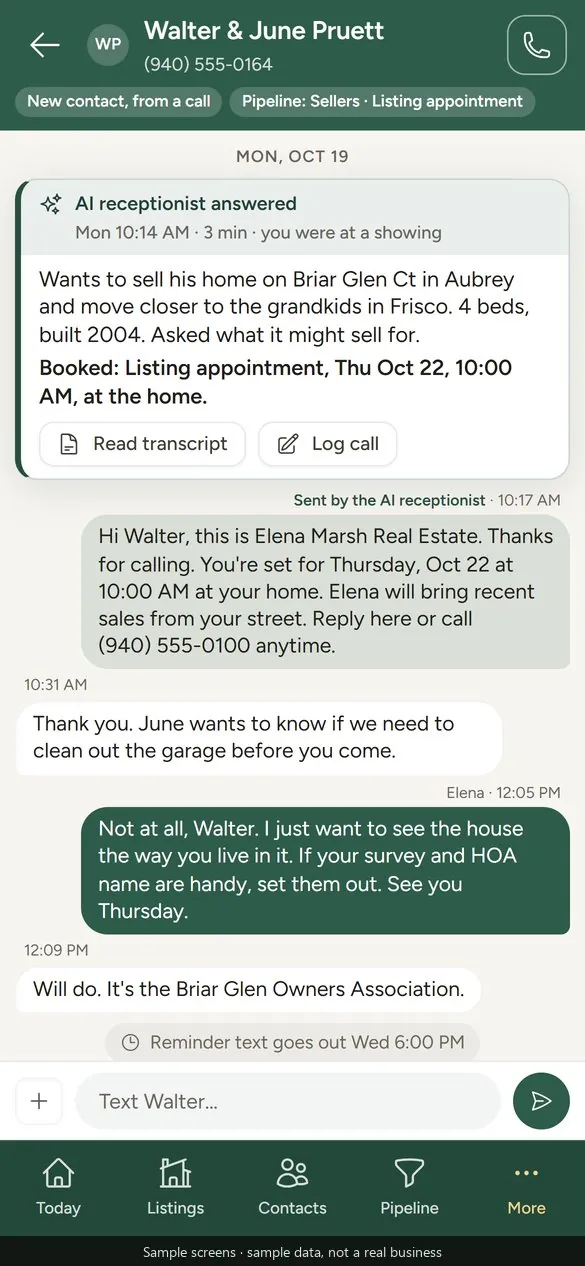 WP
Walter & June Pruett
(940) 555-0164
New contact, from a call
Pipeline: Sellers · Listing appointment
MON, OCT 19
AI receptionist answered
Mon 10:14 AM · 3 min · you were at a showing
Wants to sell his home on Briar Glen Ct in Aubrey
and move closer to the grandkids in Frisco. 4 beds,
built 2004. Asked what it might sell for.
Booked: Listing appointment, Thu Oct 22, 10:00
AM, at the home.
Read transcript
Log call
Sent by the AI receptionist · 10:17 AM
Hi Walter, this is Elena Marsh Real Estate. Thanks
for calling. You're set for Thursday, Oct 22 at
10:00 AM at your home. Elena will bring recent
sales from your street. Reply here or call
(940) 555-0100 anytime.
10:31 AM
Thank you. June wants to know if we need to
clean out the garage before you come.
Elena · 12:05 PM
Not at all, Walter. I just want to see the house
the way you live in it. If your survey and HOA
name are handy, set them out. See you
Thursday.
12:09 PM
Will do. It's the Briar Glen Owners Association.
Reminder text goes out Wed 6:00 PM
Text Walter...
Today
Listings
Contacts
Pipeline
More
Sample screens · sample data, not a real business